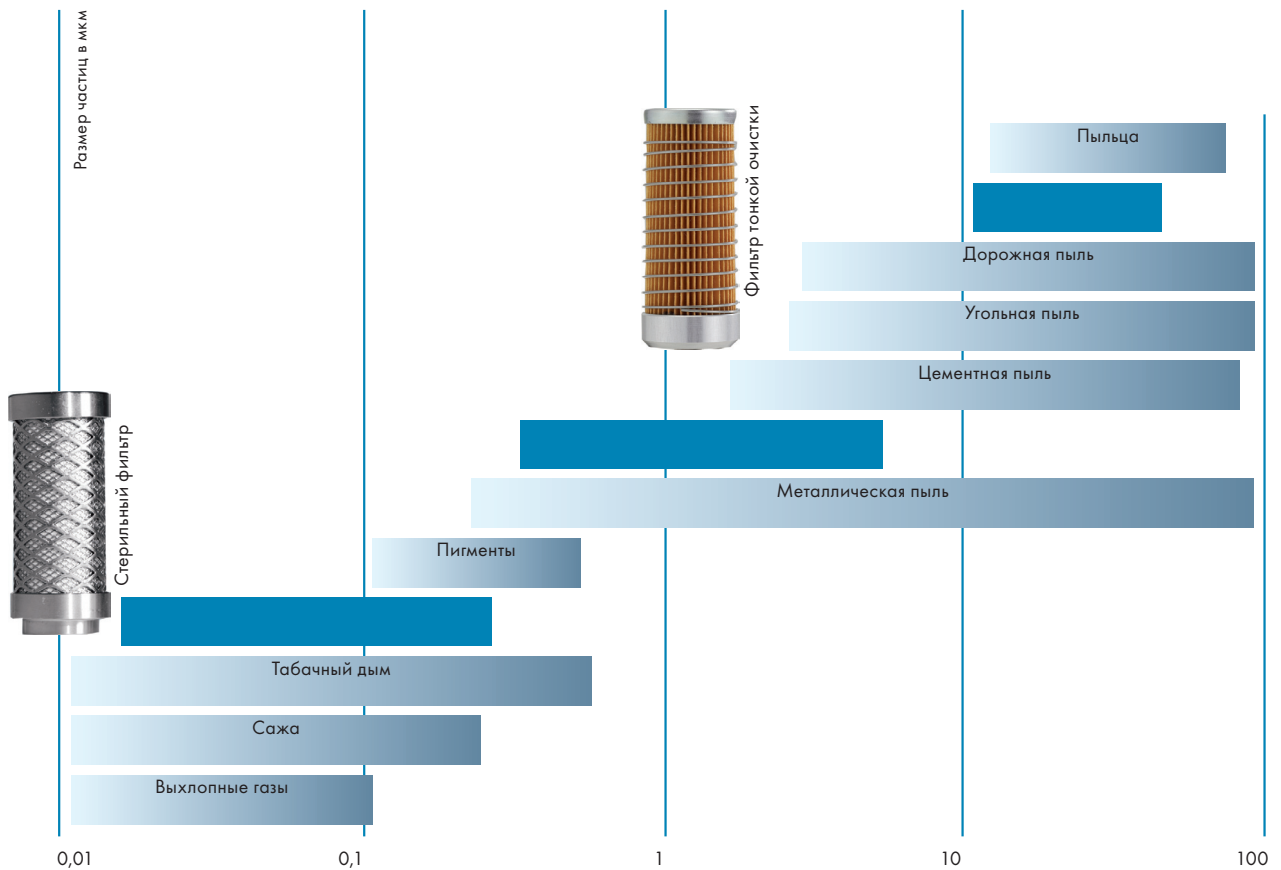 Размер частиц в мкм
Пыльца
Фильтр тонкой очистки
Дорожная пыль
Угольная пыль
Цементная пыль
Стерильный фильтр
Металлическая пыль
Пигменты
Табачный дым
Сажа
Выхлопные газы
0,01
0,1
1
10
100